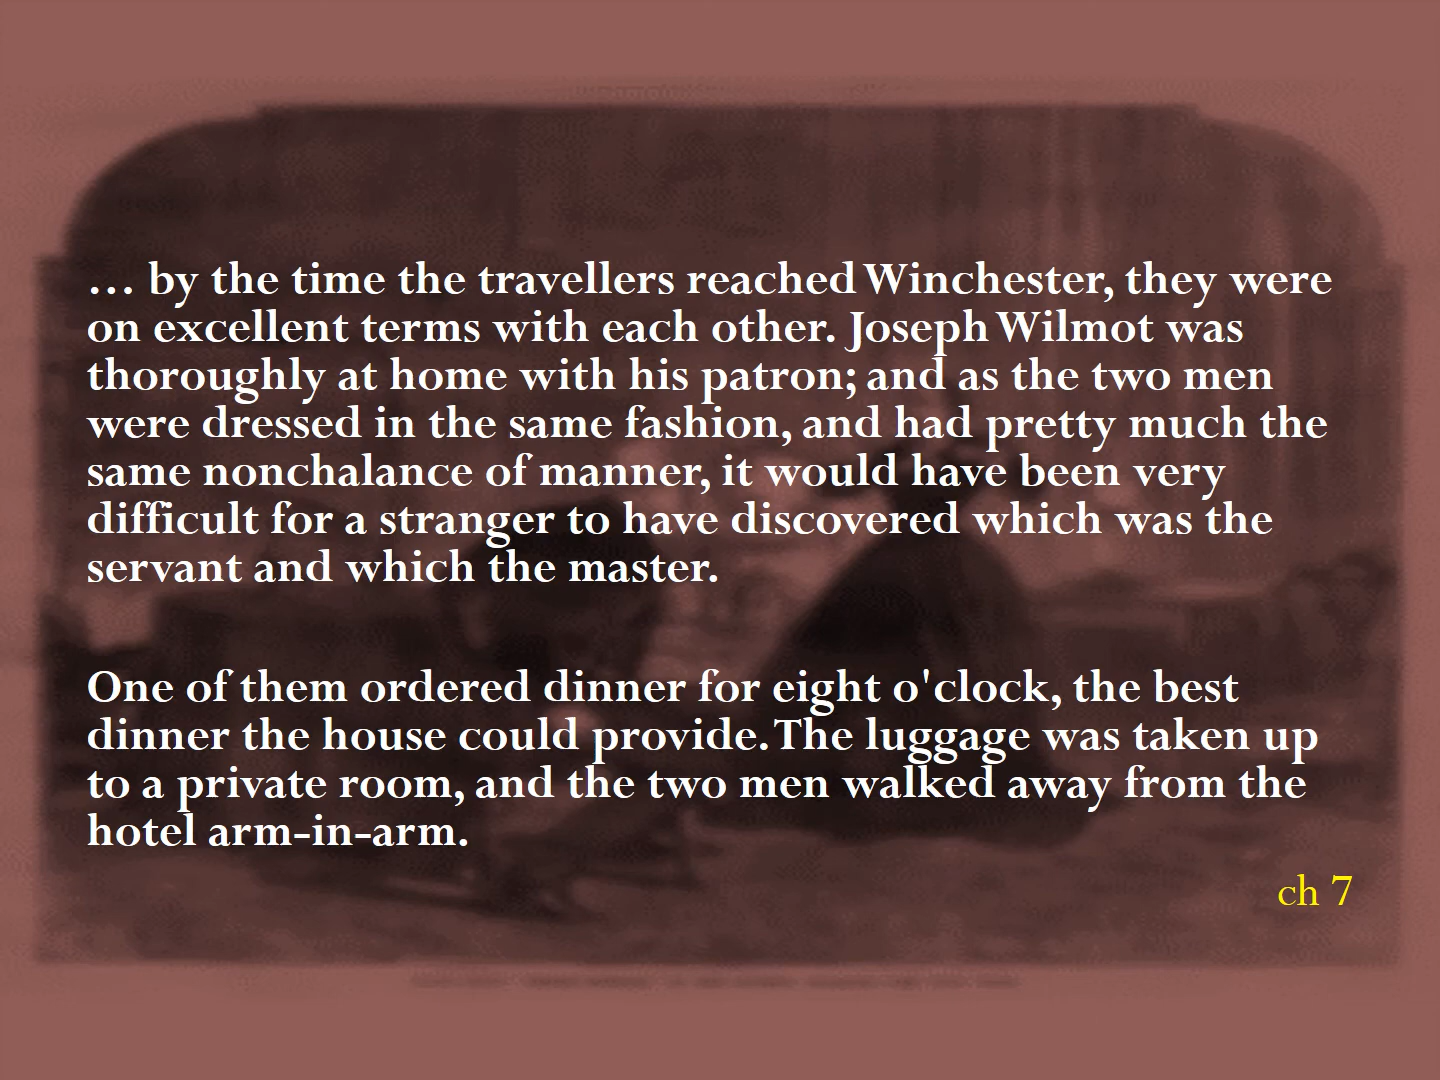 … by the time the travellers reached Winchester, they were
on excellent terms with each other. Joseph Wilmot was
thoroughly at home with his patron; and as the two men
were dressed in the same fashion, and had pretty much the
same nonchalance of manner, it would have been very
difficult for a stranger to have discovered which was the
servant and which the master.
One of them ordered dinner for eight o'clock, the best
dinner the house could provide. The luggage was taken up
to a private room, and the two men walked away from the
hotel arm-in-arm.
ch 7